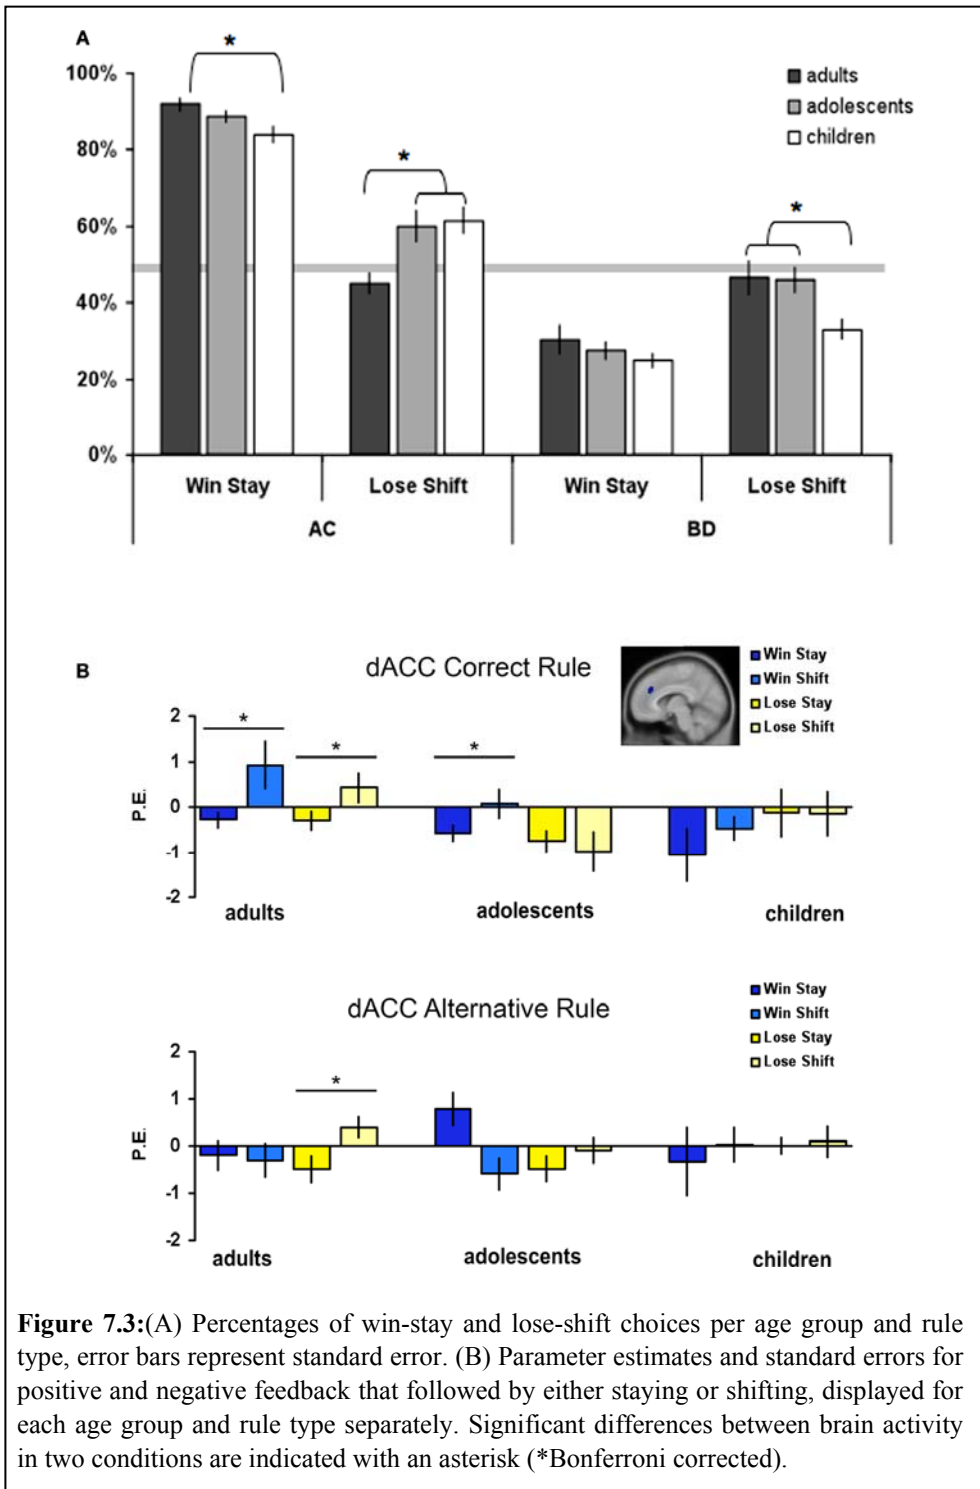 A
*
100%
80%
60%
40%
20%
0%
*
*
adults
adolescents
children
Win Stay
Lose Shift
Win Stay
Lose Shift
AC
BD
B
dACC Correct Rule
Win Stay
Win Shift
Lose Stay
Lose Shift
P.E.
2
1
0
-1
-2
*
*
*
adults
adolescents
children
dACC Alternative Rule
Win Stay
Win Shift
Lose Stay
Lose Shift
P.E.
2
1
0
-1
-2
*
adults
adolescents
children
Figure 7.3:(A) Percentages of win-stay and lose-shift choices per age group and rule
type, error bars represent standard error. (B) Parameter estimates and standard errors for
positive and negative feedback that followed by either staying or shifting, displayed for
each age group and rule type separately. Significant differences between brain activity
in two conditions are indicated with an asterisk (*Bonferroni corrected).